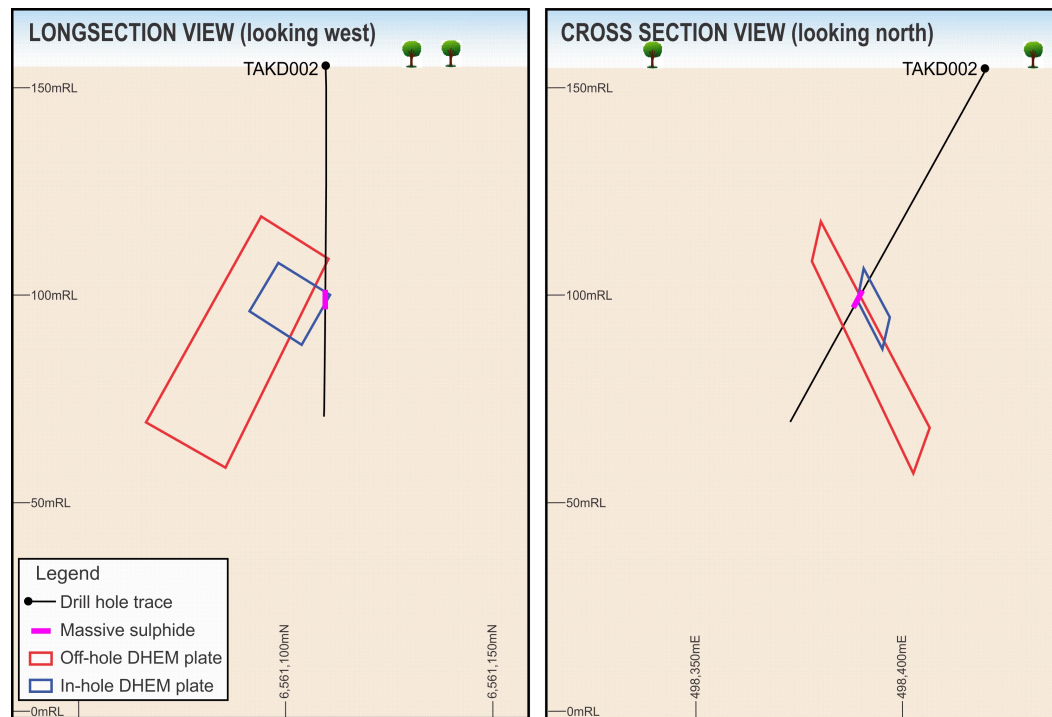 LONGSECTION VIEW (looking west)
TAKD002
150mRL
100mRL
50mRL
Legend
Drill hole trace
Massive sulphide
Off-hole DHEM plate
In-hole DHEM plate
6,561,100mN
6,561,150mN
CROSS SECTION VIEW (looking north)
TAKD002
150mRL
100mRL
50mRL
0mRL
498,350mE
498,400mE